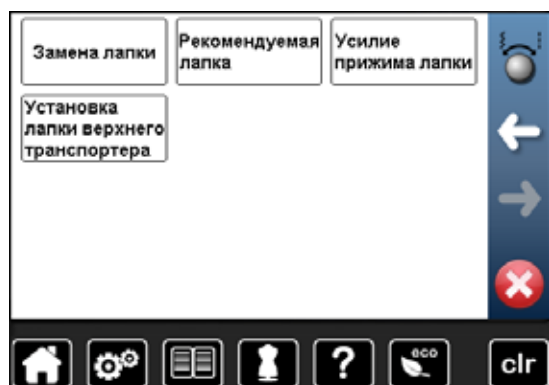 Замена лапки
Рекомендуемая
лапка
Усилие
прижима лапки
Установка
лапки верхнего
транспортера
?
eco
clr